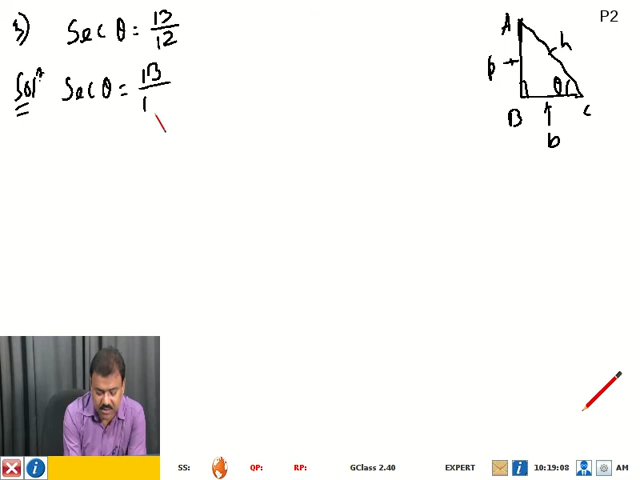 P2
3) Sec θ = 13/12
Solⁿ Sec θ = 13/1
A
h
p
θ
B
C
b
SS:
QP:
RP:
GClass 2.40
EXPERT
10:19:08
AM